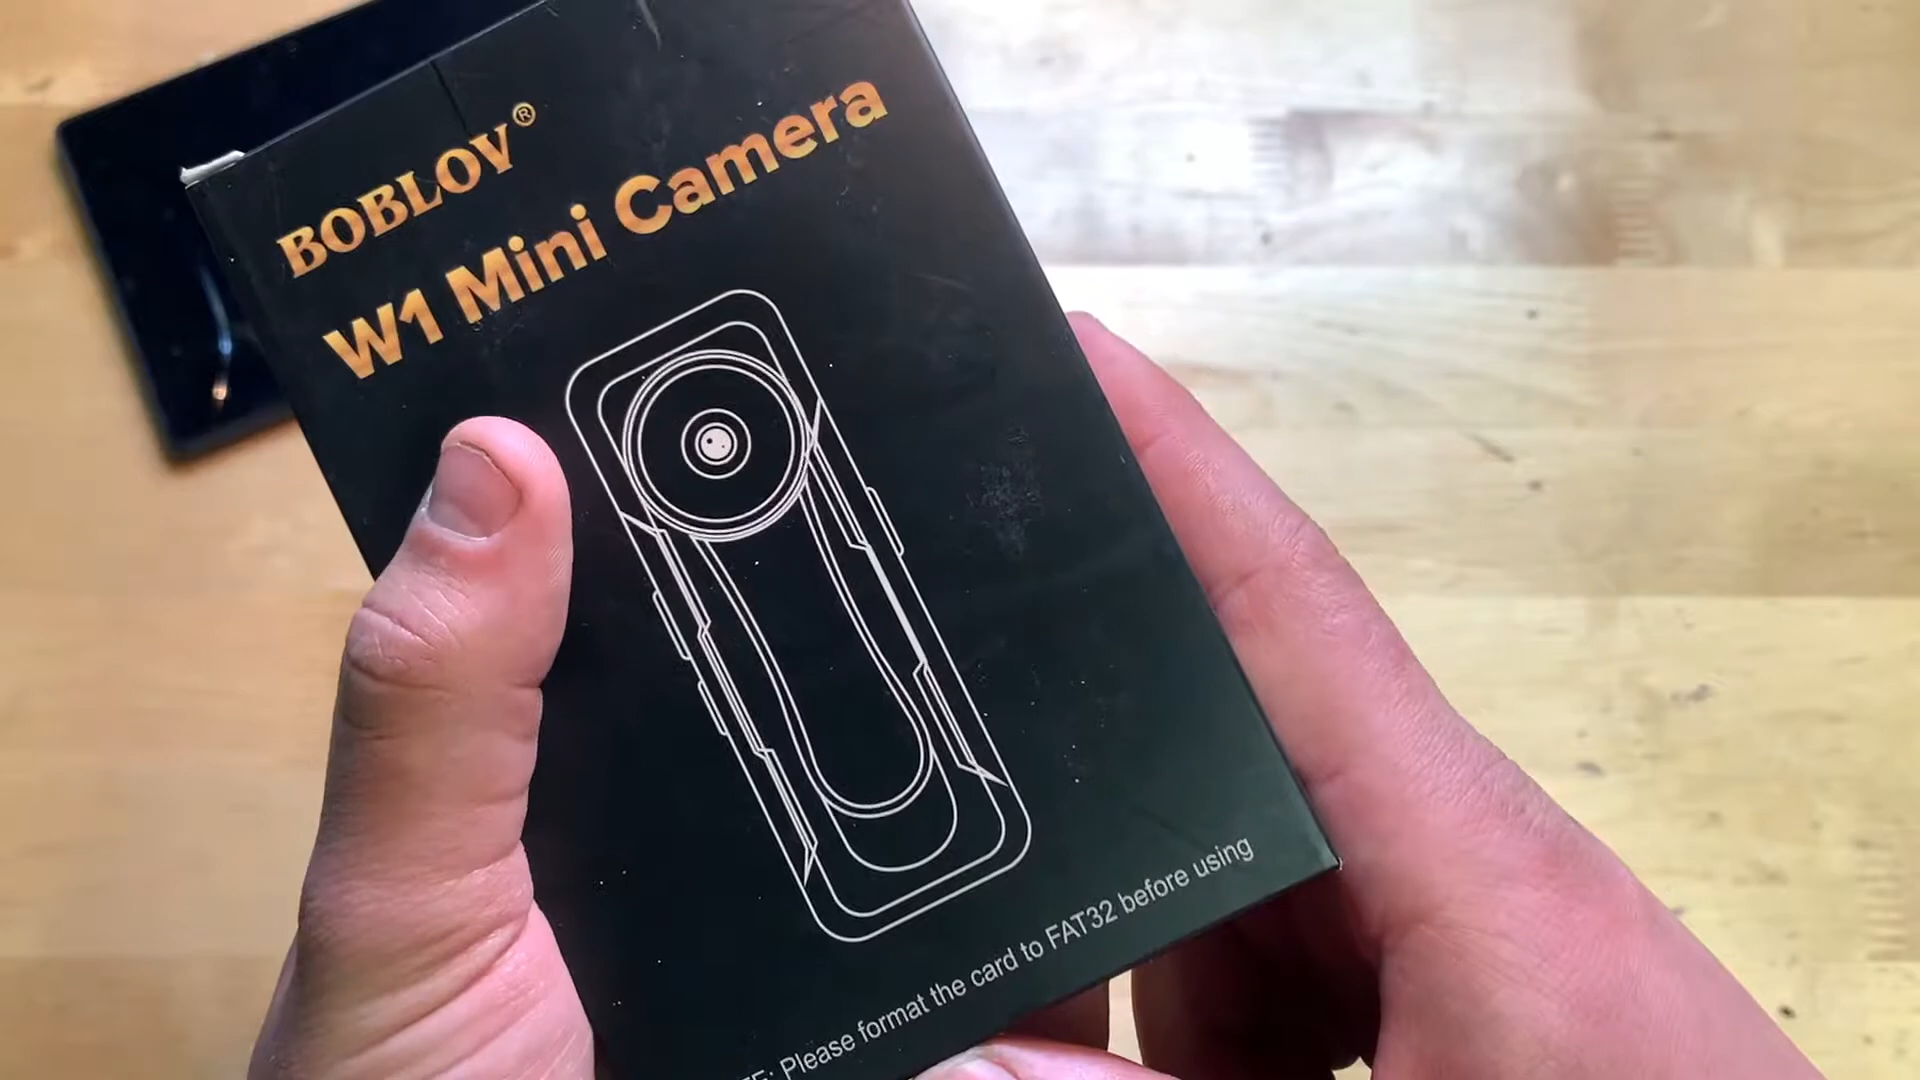 BOBLOV®
W1 Mini Camera
Please format the card to FAT32 before using